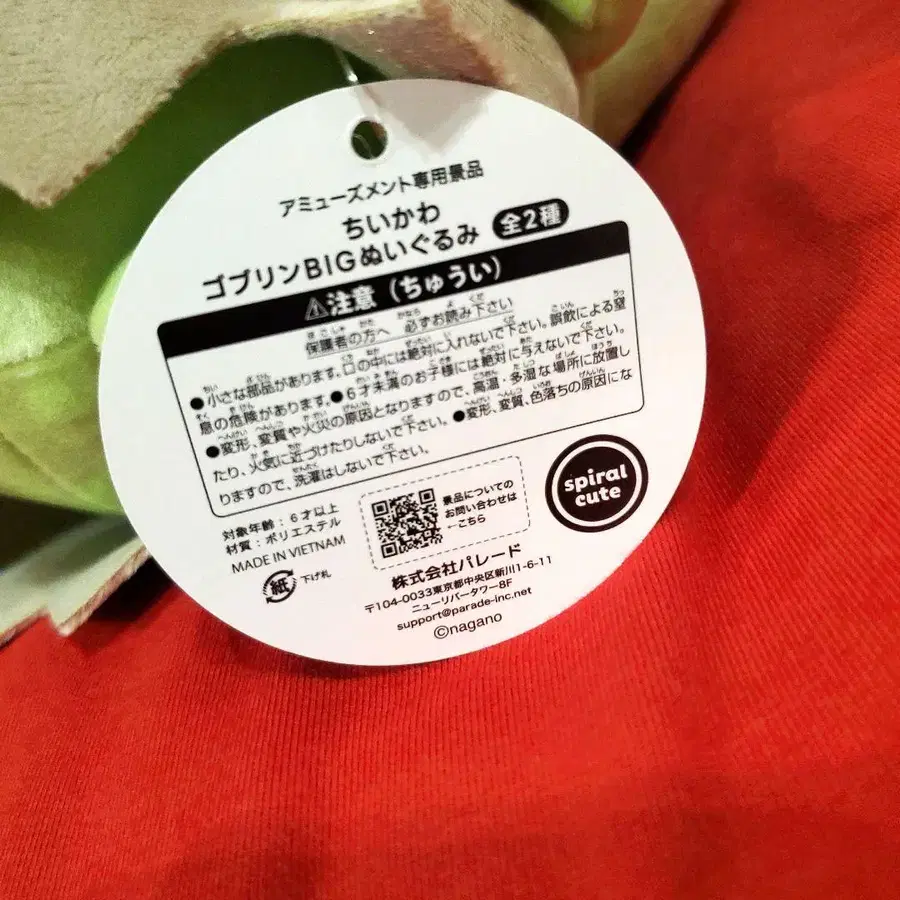 アミューズメント専用景品
ちいかわ
ゴブリンBIGぬいぐるみ 全2種
⚠注意（ちゅうい）
保護者の方へ 必ずお読み下さい
●小さな部品があります。口の中には絶対に入れないで下さい。誤飲による窒
息の危険があります。●6才未満のお子様には絶対に与えないで下さい。
●変形、変質や火災の原因となりますので、高温・多湿な場所に放置し
たり、火気に近づけたりしないで下さい。●変形、変質、色落ちの原因にな
りますので、洗濯はしないで下さい。
対象年齢：6才以上
材質：ポリエステル
MADE IN VIETNAM
紙 下げ札
景品についての
お問い合わせは
←こちら
spiral
cute
株式会社パレード
〒104-0033東京都中央区新川1-6-11
ニューリバータワー8F
support@parade-inc.net
©nagano